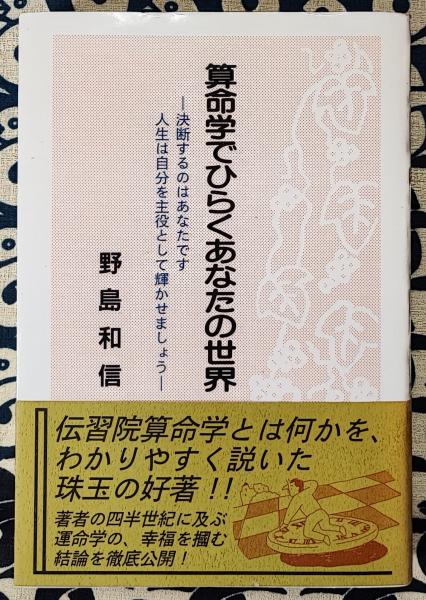 算命学でひらくあなたの世界
―決断するのはあなたです
人生は自分を主役として輝かせましょう―
野島和信
伝習院算命学とは何かを、
わかりやすく説いた
珠玉の好著!!
著者の四半世紀に及ぶ
運命学の、幸福を掴む
結論を徹底公開!